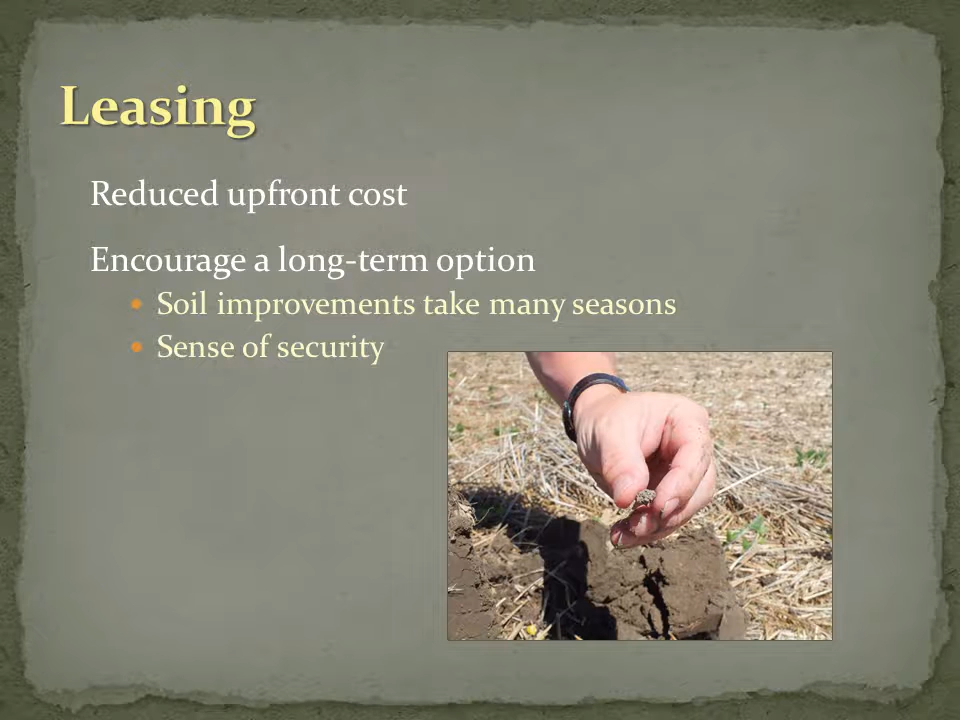 Leasing
Reduced upfront cost
Encourage a long-term option
Soil improvements take many seasons
Sense of security